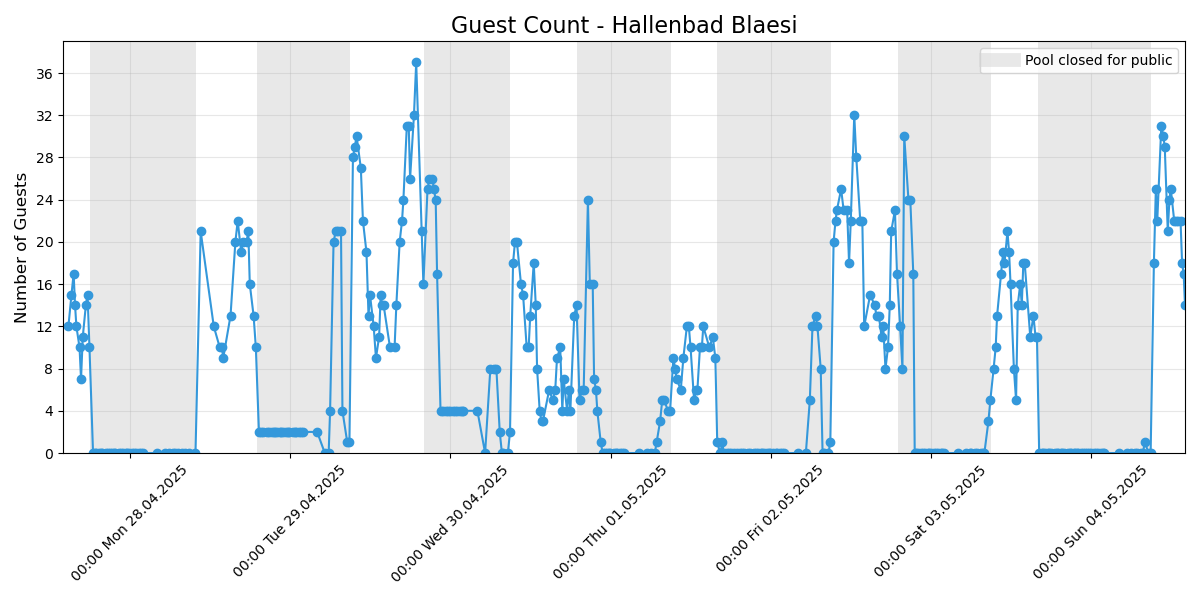 Guest Count - Hallenbad Blaesi
Pool closed for public
Number of Guests
36
32
28
24
20
16
12
8
4
0
00:00 Mon 28.04.2025
00:00 Tue 29.04.2025
00:00 Wed 30.04.2025
00:00 Thu 01.05.2025
00:00 Fri 02.05.2025
00:00 Sat 03.05.2025
00:00 Sun 04.05.2025